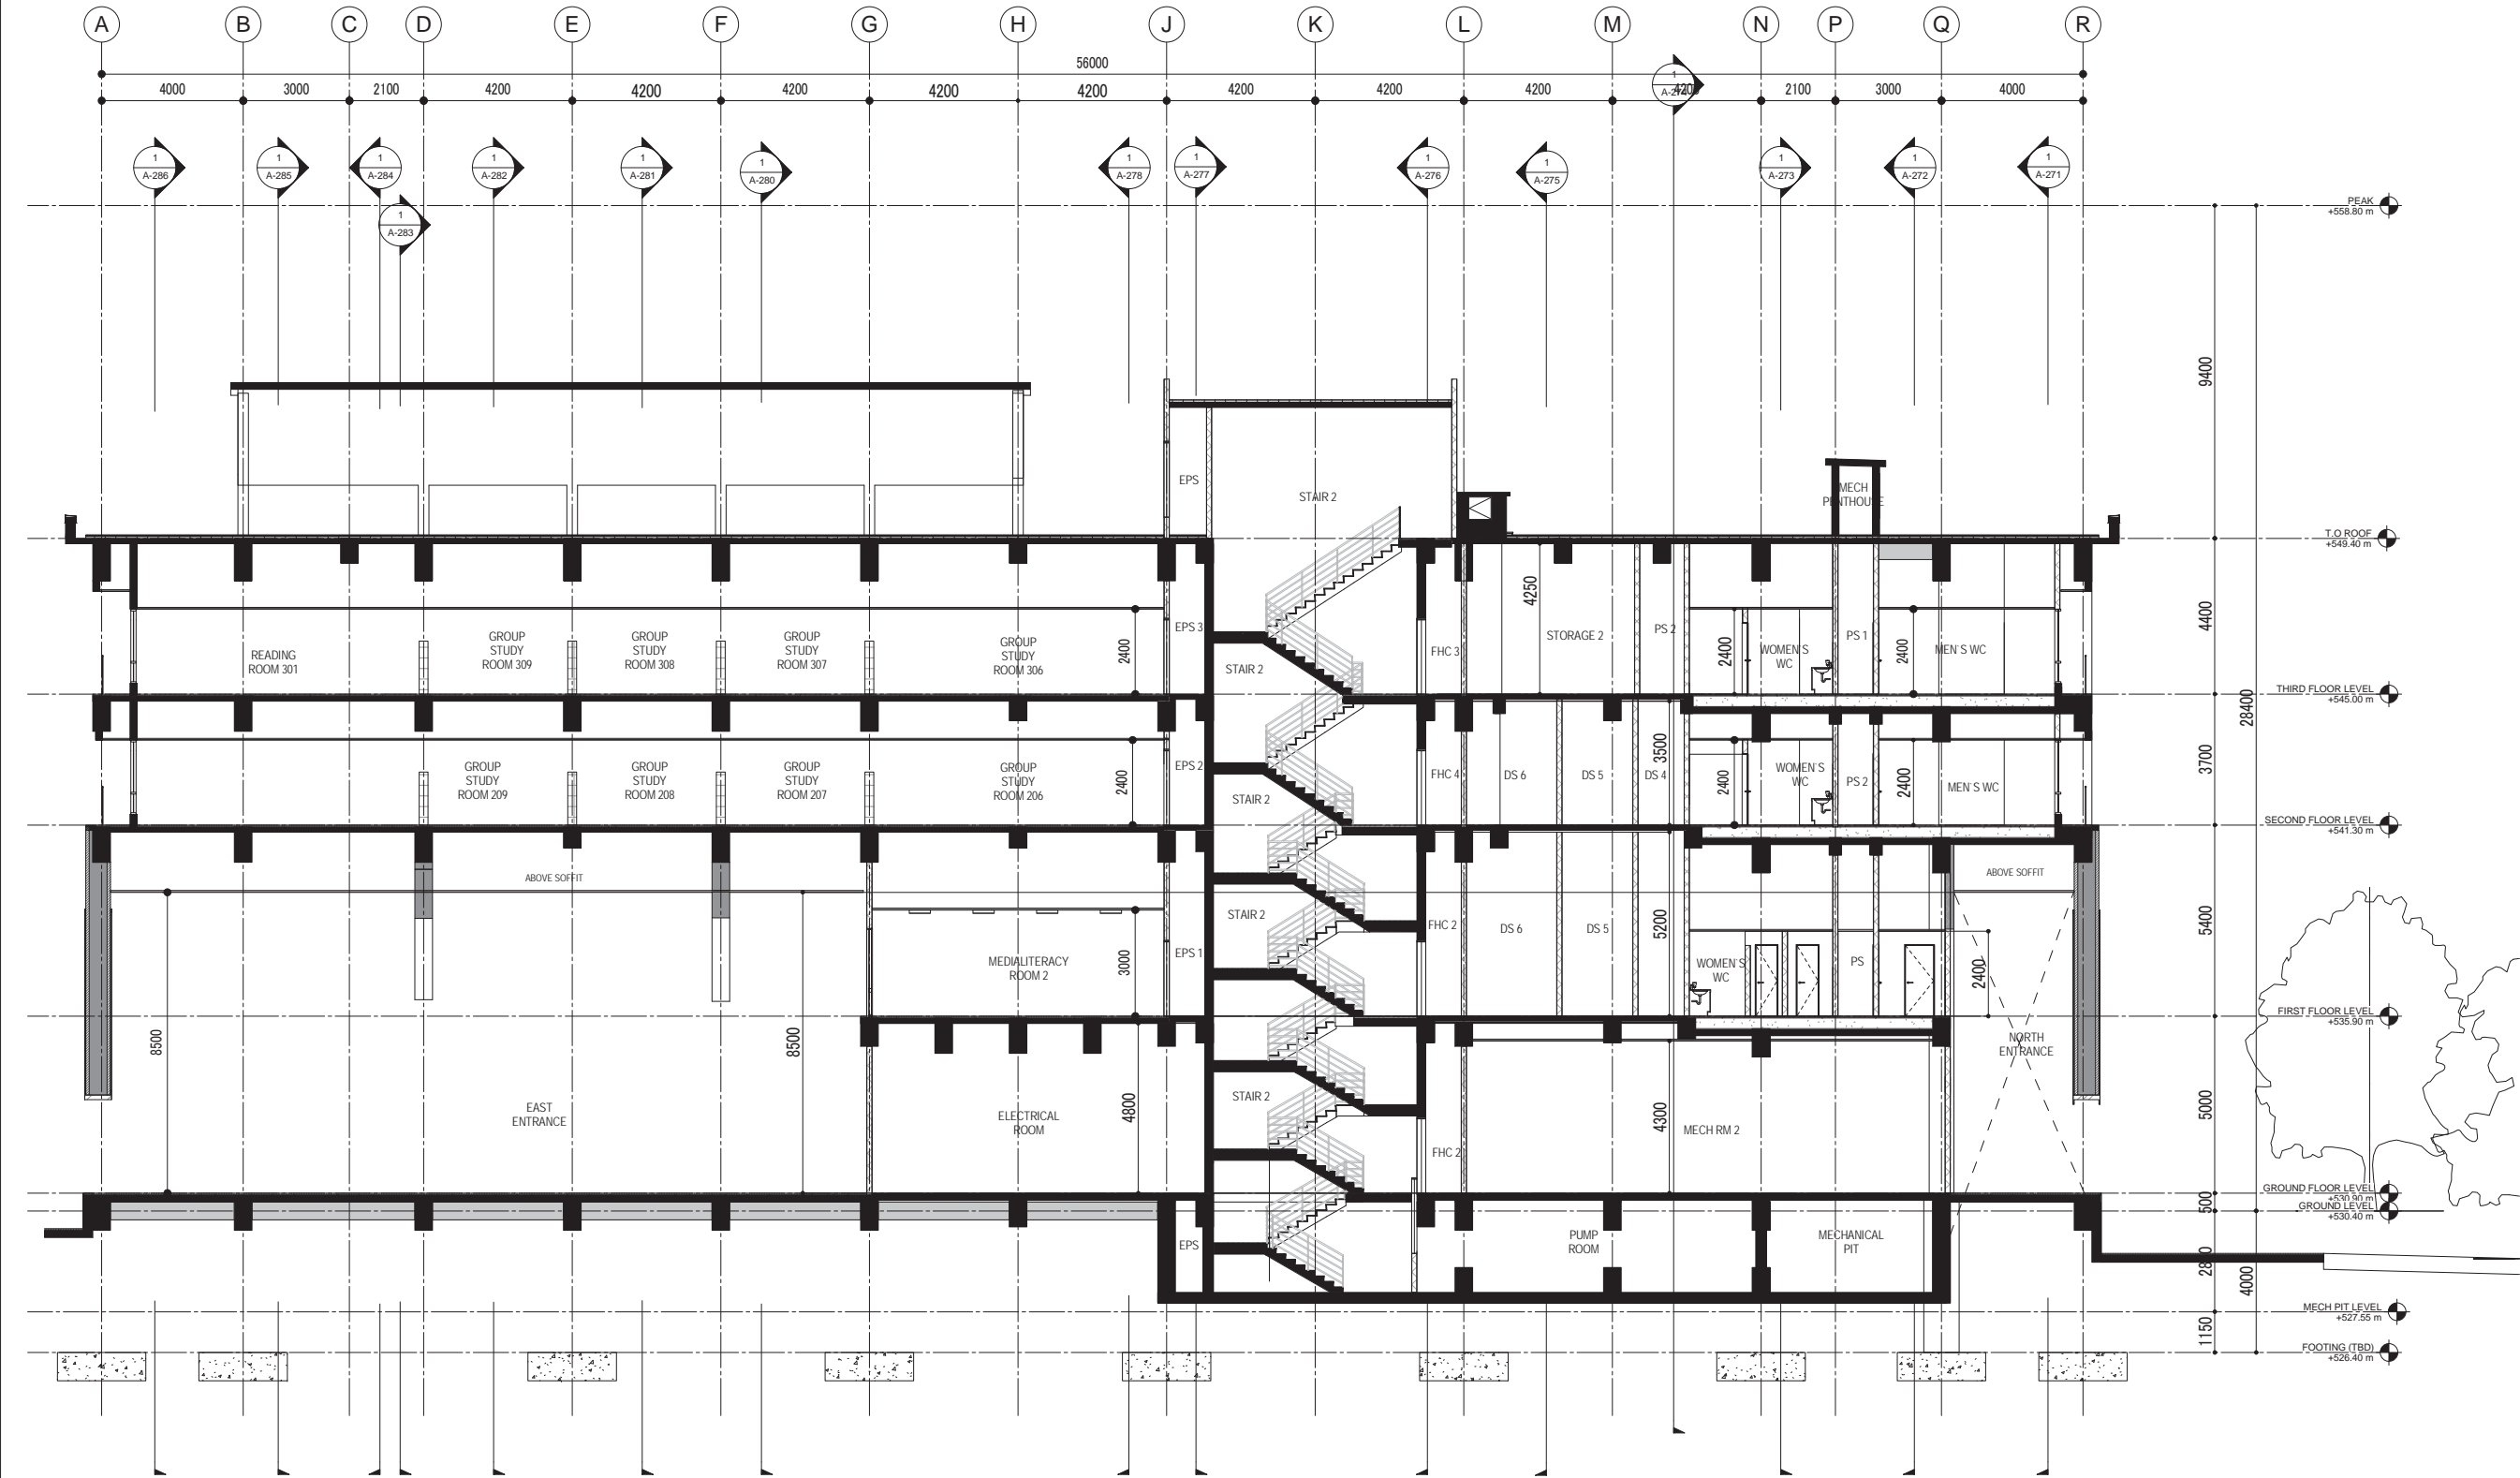 A B C D E F G H J K L M N P Q R
56000
4000 3000 2100 4200 4200 4200 4200 4200 4200 4200 4200 4200 2100 3000 4000
1
A-286
1
A-285
1
A-284
1
A-283
1
A-282
1
A-281
1
A-280
1
A-278
1
A-277
1
A-276
1
A-275
1
A-274
1
A-273
1
A-272
1
A-271
PEAK
+558.80 m
9400
EPS
STAIR 2
MECH
PENTHOUSE
T.O ROOF
+549.40 m
READING
ROOM 301
GROUP
STUDY
ROOM 309
GROUP
STUDY
ROOM 308
GROUP
STUDY
ROOM 307
GROUP
STUDY
ROOM 306
2400
EPS 3
STAIR 2
FHC 3
4250
STORAGE 2
PS 2
2400
WOMEN`S
WC
PS 1
2400
MEN`S WC
4400
THIRD FLOOR LEVEL
+545.00 m
28400
GROUP
STUDY
ROOM 209
GROUP
STUDY
ROOM 208
GROUP
STUDY
ROOM 207
GROUP
STUDY
ROOM 206
2400
EPS 2
STAIR 2
FHC 4
DS 6
DS 5
3500
DS 4
2400
WOMEN`S
WC
PS 2
2400
MEN`S WC
3700
SECOND FLOOR LEVEL
+541.30 m
ABOVE SOFFIT
8500
8500
MEDIALITERACY
ROOM 2
3000
EPS 1
STAIR 2
FHC 2
DS 6
DS 5
5200
WOMEN`S
WC
PS
2400
ABOVE SOFFIT
5400
FIRST FLOOR LEVEL
+535.90 m
NORTH
ENTRANCE
EAST
ENTRANCE
ELECTRICAL
ROOM
4800
STAIR 2
FHC 2
4300
MECH RM 2
5000
GROUND FLOOR LEVEL
+530.90 m
500
GROUND LEVEL
+530.40 m
EPS
PUMP
ROOM
MECHANICAL
PIT
4000
MECH PIT LEVEL
+527.55 m
1150
FOOTING (TBD)
+526.40 m